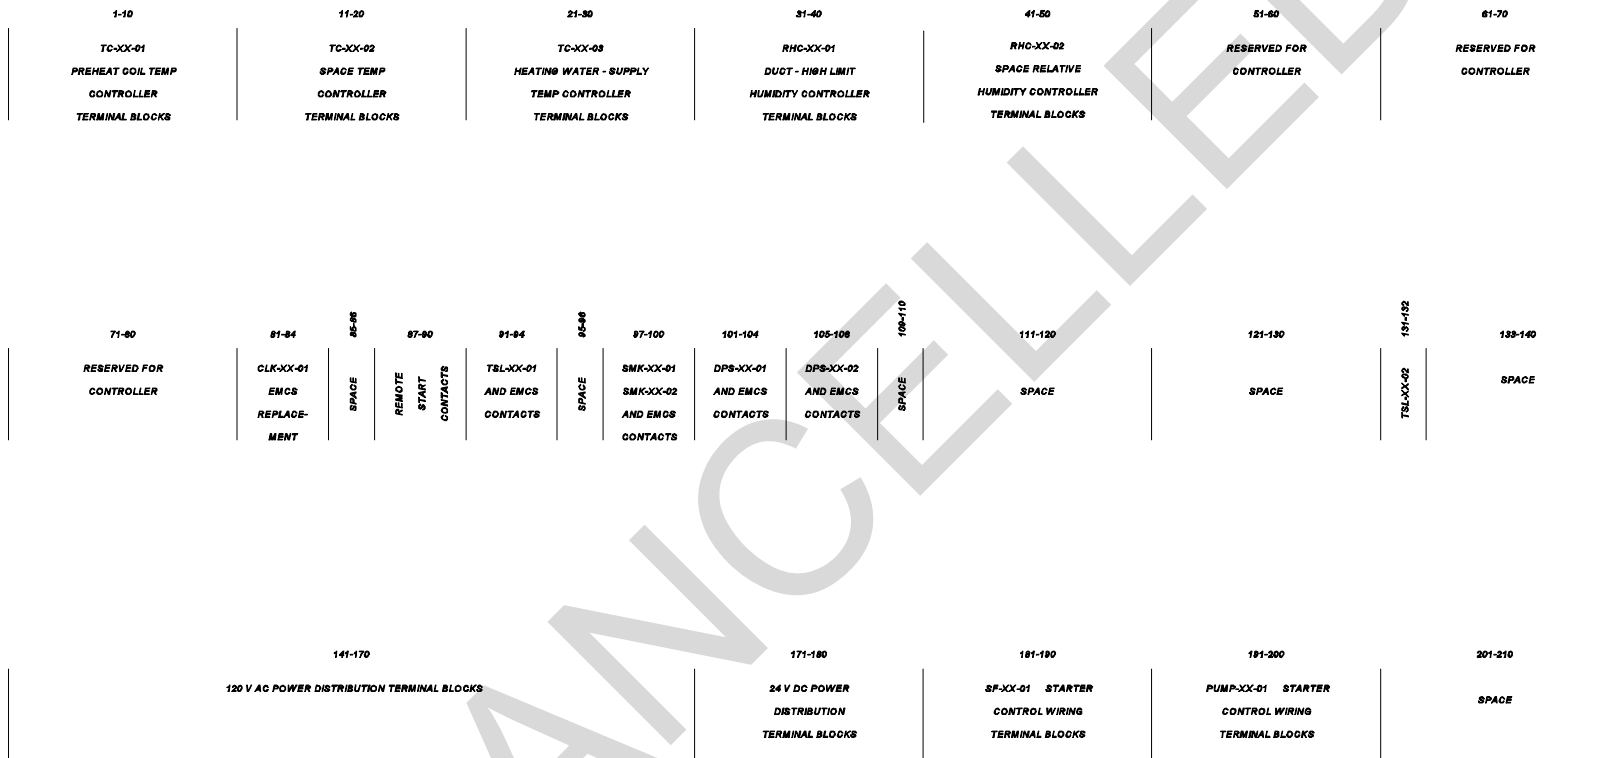 1-10
TC-XX-01
PREHEAT COIL TEMP
CONTROLLER
TERMINAL BLOCKS
11-20
TC-XX-02
SPACE TEMP
CONTROLLER
TERMINAL BLOCKS
21-30
TC-XX-03
HEATING WATER - SUPPLY
TEMP CONTROLLER
TERMINAL BLOCKS
31-40
RHC-XX-01
DUCT - HIGH LIMIT
HUMIDITY CONTROLLER
TERMINAL BLOCKS
41-50
RHC-XX-02
SPACE RELATIVE
HUMIDITY CONTROLLER
TERMINAL BLOCKS
51-60
RESERVED FOR
CONTROLLER
61-70
RESERVED FOR
CONTROLLER
71-80
RESERVED FOR
CONTROLLER
81-84
CLK-XX-01
EMCS
REPLACE-
MENT
85-86
SPACE
87-90
REMOTE
START
CONTACTS
91-94
TSL-XX-01
AND EMCS
CONTACTS
95-96
SPACE
97-100
SMK-XX-01
SMK-XX-02
AND EMCS
CONTACTS
101-104
DPS-XX-01
AND EMCS
CONTACTS
105-108
DPS-XX-02
AND EMCS
CONTACTS
109-110
SPACE
111-120
SPACE
121-130
SPACE
131-132
TSL-XX-02
133-140
SPACE
141-170
120 V AC POWER DISTRIBUTION TERMINAL BLOCKS
171-180
24 V DC POWER
DISTRIBUTION
TERMINAL BLOCKS
181-190
SF-XX-01 STARTER
CONTROL WIRING
TERMINAL BLOCKS
191-200
PUMP-XX-01 STARTER
CONTROL WIRING
TERMINAL BLOCKS
201-210
SPACE
ANCELLED